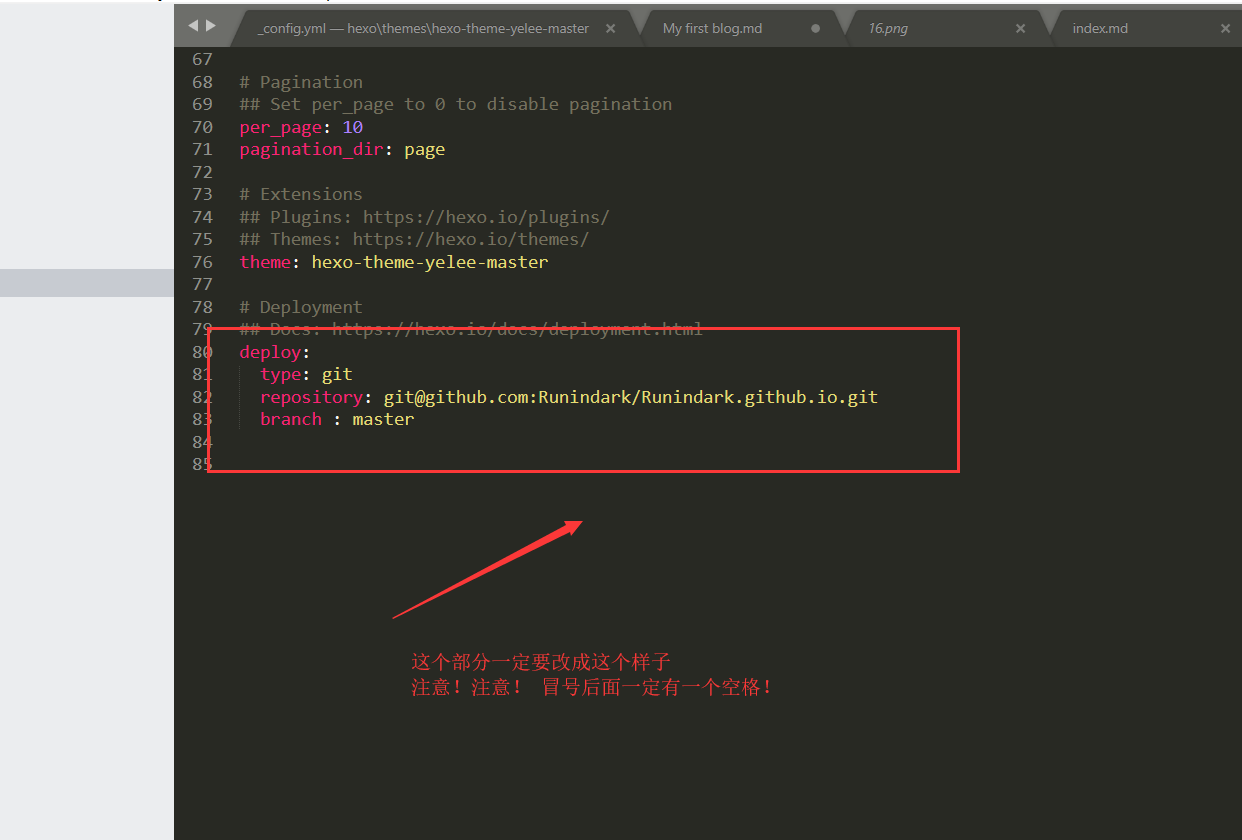 _config.yml — hexo\themes\hexo-theme-yelee-master × My first blog.md 16.png × index.md ×
67
68 # Pagination
69 ## Set per_page to 0 to disable pagination
70 per_page: 10
71 pagination_dir: page
72
73 # Extensions
74 ## Plugins: https://hexo.io/plugins/
75 ## Themes: https://hexo.io/themes/
76 theme: hexo-theme-yelee-master
77
78 # Deployment
79 ## Docs: https://hexo.io/docs/deployment.html
80 deploy:
81   type: git
82   repository: git@github.com:Runindark/Runindark.github.io.git
83   branch : master
84
85
这个部分一定要改成这个样子
注意！注意！ 冒号后面一定有一个空格！